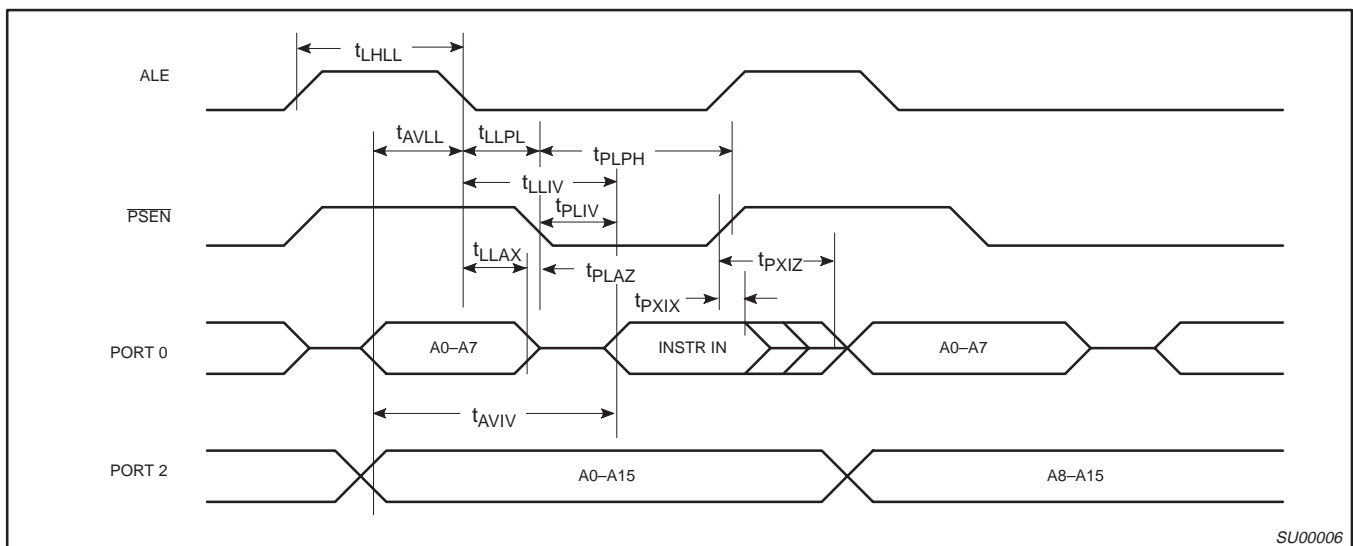 tLHLL
ALE
tAVLL tLLPL
tPLPH
tLLIV
PSEN
tPLIV
tLLAX
tPLAZ
tPXIZ
tPXIX
PORT 0 A0–A7 INSTR IN A0–A7
tAVIV
PORT 2 A0–A15 A8–A15
SU00006